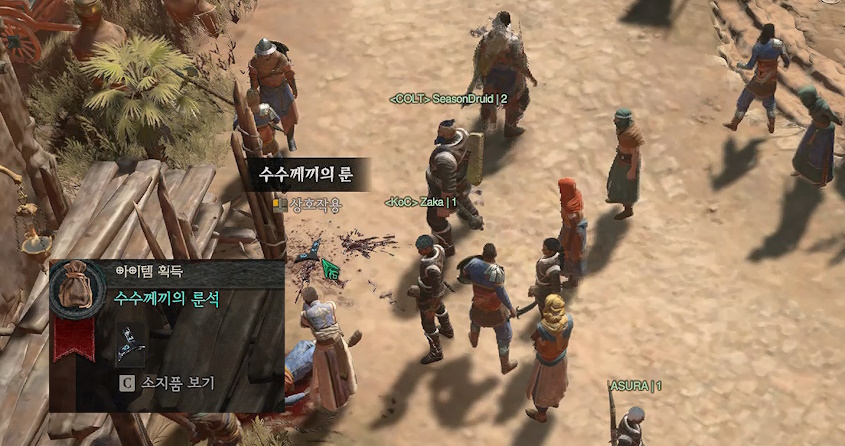 <COLT> SeasonDruid | 2
수수께끼의 룬
상호작용
<KoC> Zaka | 1
아이템 획득
수수께끼의 룬석
C 소지품 보기
ASURA | 1